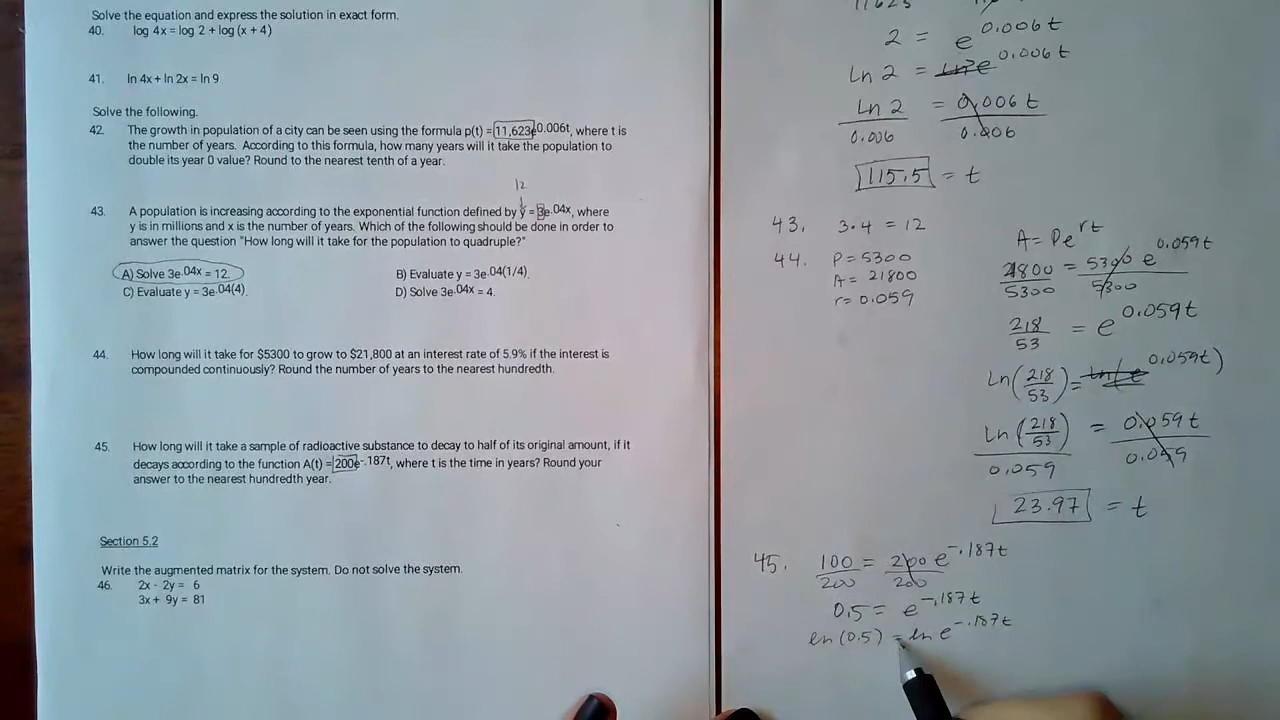 Solve the equation and express the solution in exact form.
40. log 4x = log 2 + log (x + 4)
41. ln 4x + ln 2x = ln 9
Solve the following.
42. The growth in population of a city can be seen using the formula p(t) = 11,623e0.006t, where t is
the number of years. According to this formula, how many years will it take the population to
double its year 0 value? Round to the nearest tenth of a year.
12
43. A population is increasing according to the exponential function defined by y = 3e.04x, where
y is in millions and x is the number of years. Which of the following should be done in order to
answer the question "How long will it take for the population to quadruple?"
A) Solve 3e.04x = 12. B) Evaluate y = 3e.04(1/4).
C) Evaluate y = 3e.04(4). D) Solve 3e.04x = 4.
44. How long will it take for $5300 to grow to $21,800 at an interest rate of 5.9% if the interest is
compounded continuously? Round the number of years to the nearest hundredth.
45. How long will it take a sample of radioactive substance to decay to half of its original amount, if it
decays according to the function A(t) = 200e-.187t, where t is the time in years? Round your
answer to the nearest hundredth year.
Section 5.2
Write the augmented matrix for the system. Do not solve the system.
46. 2x - 2y = 6
3x + 9y = 81
2 = e 0.006t
Ln 2 = Ln e 0.006t
Ln 2 = 0.006 t
0.006 0.006
115.5 = t
43. 3·4 = 12
44. P = 5300
A = 21800
r = 0.059
A = Pe rt
21800 = 5300 e 0.059t
5300 5300
218 = e 0.059t
53
Ln(218/53) = Ln(e 0.059t)
Ln(218/53) = 0.059t
0.059 0.059
23.97 = t
45. 100 = 200 e -.187t
200 200
0.5 = e -.187t
ln(0.5) = ln e -.187t